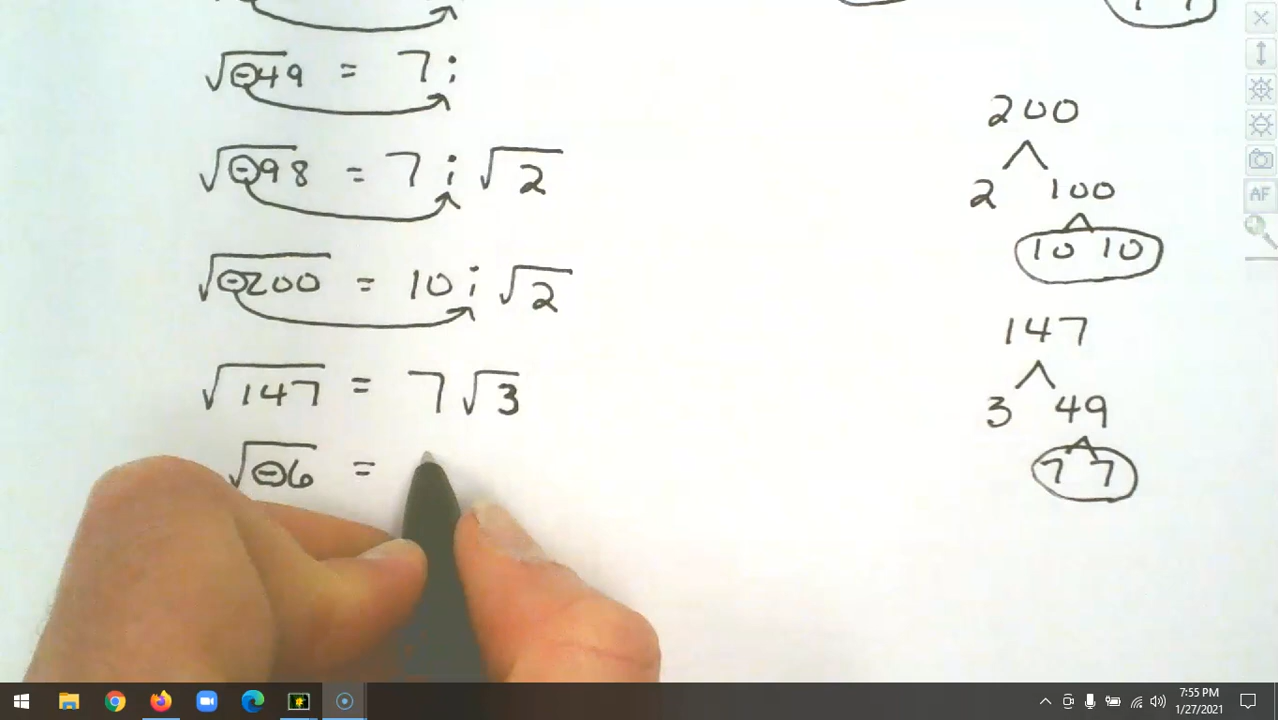 √-49 = 7i
√-98 = 7i√2
√-200 = 10i√2
√147 = 7√3
√-6 =
200
2 100
10 10
147
3 49
7 7
AF
7:55 PM
1/27/2021